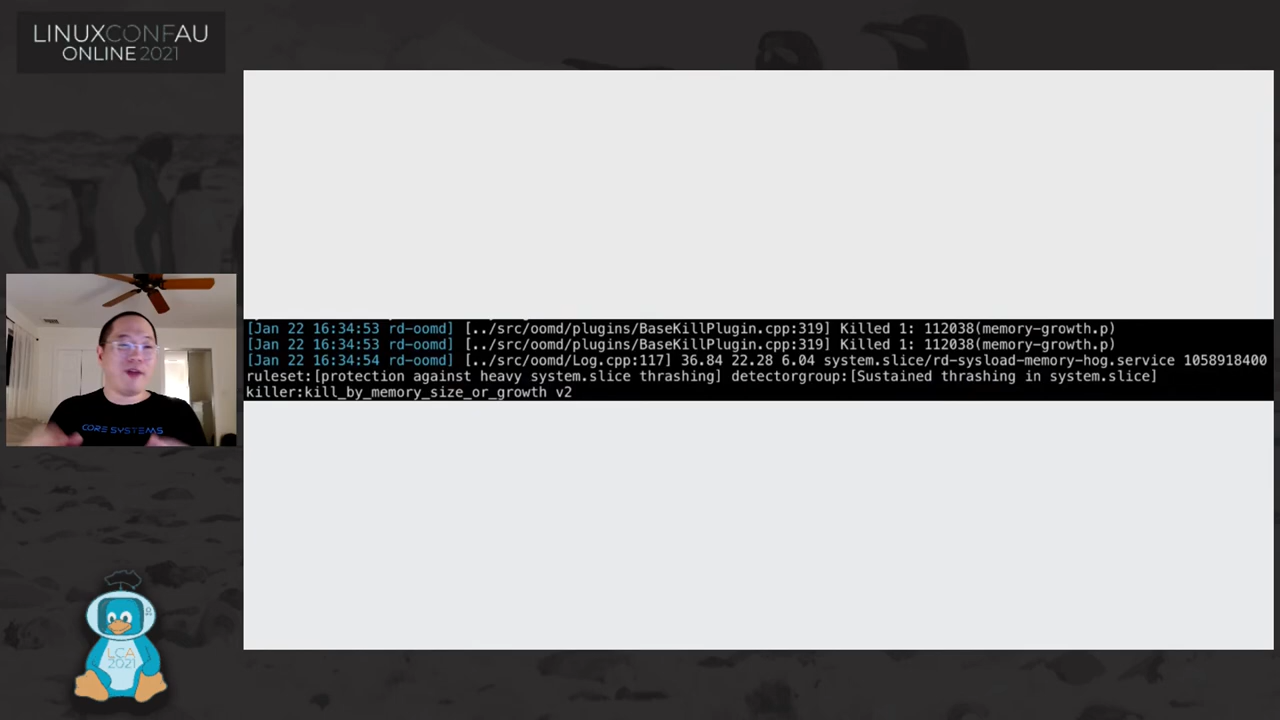 LINUXCONFAU
ONLINE 2021
[Jan 22 16:34:53 rd-oomd] [../src/oomd/plugins/BaseKillPlugin.cpp:319] Killed 1: 112038(memory-growth.p)
[Jan 22 16:34:53 rd-oomd] [../src/oomd/plugins/BaseKillPlugin.cpp:319] Killed 1: 112038(memory-growth.p)
[Jan 22 16:34:54 rd-oomd] [../src/oomd/Log.cpp:117] 36.84 22.28 6.04 system.slice/rd-sysload-memory-hog.service 1058918400
ruleset:[protection against heavy system.slice thrashing] detectorgroup:[Sustained thrashing in system.slice]
killer:kill_by_memory_size_or_growth v2
CORE SYSTEMS
LCA
2021